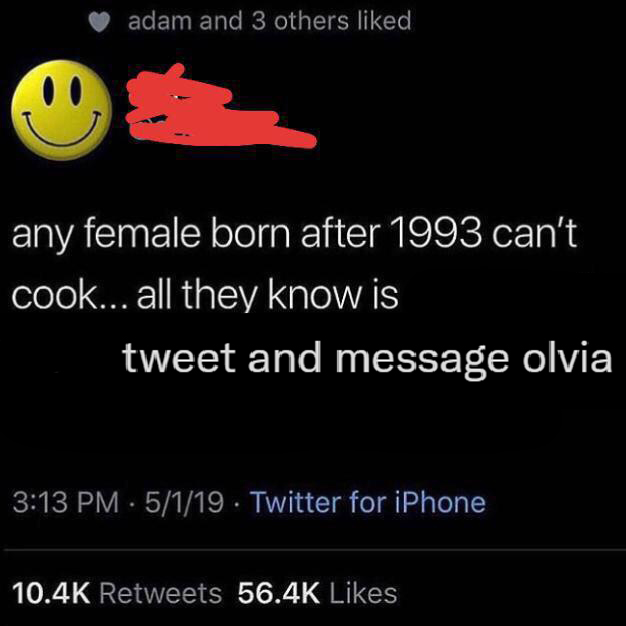 adam and 3 others liked
any female born after 1993 can't
cook... all they know is
tweet and message olvia
3:13 PM · 5/1/19 · Twitter for iPhone
10.4K Retweets 56.4K Likes